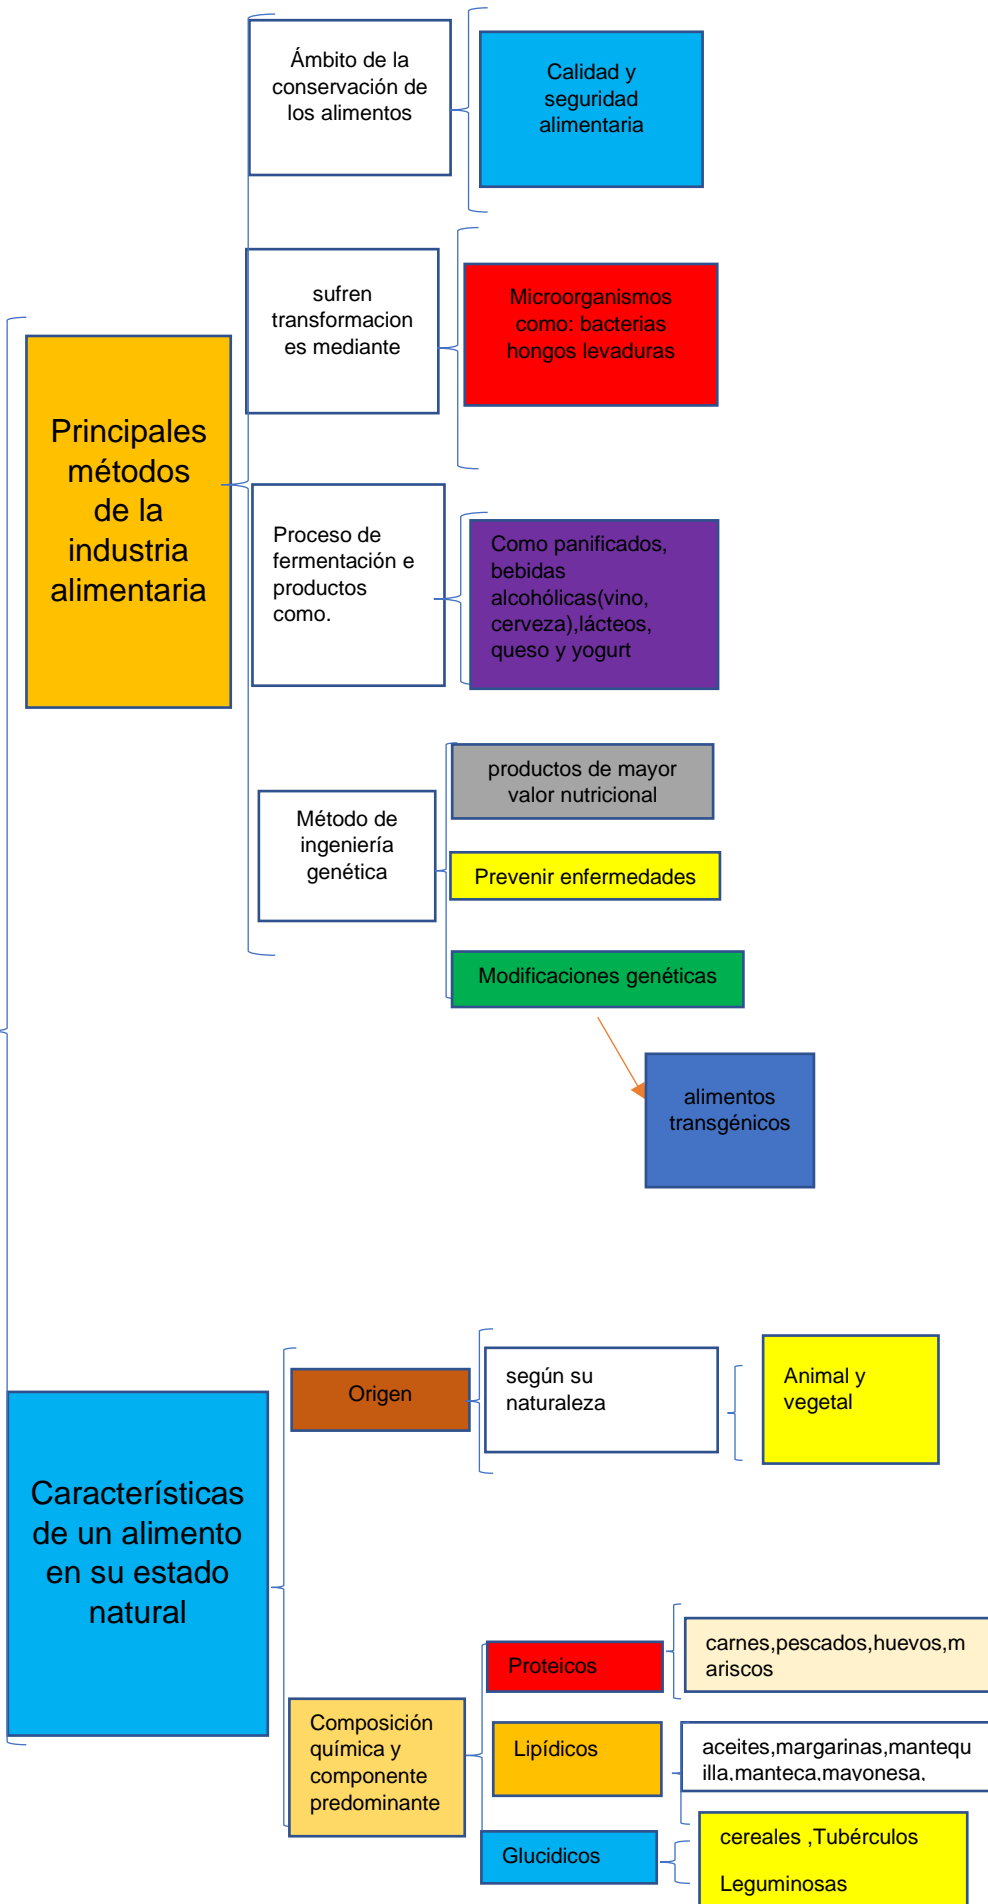 Ámbito de la
conservación de
los alimentos
Calidad y
seguridad
alimentaria
sufren
transformacion
es mediante
Microorganismos
como: bacterias
hongos levaduras
Principales
métodos
de la
industria
alimentaria
Proceso de
fermentación e
productos
como.
Como panificados,
bebidas
alcohólicas(vino,
cerveza),lácteos,
queso y yogurt
Método de
ingeniería
genética
productos de mayor
valor nutricional
Prevenir enfermedades
Modificaciones genéticas
alimentos
transgénicos
Características
de un alimento
en su estado
natural
Origen
según su
naturaleza
Animal y
vegetal
Composición
química y
componente
predominante
Proteicos
carnes,pescados,huevos,m
ariscos
Lipídicos
aceites,margarinas,mantequ
illa,manteca,mayonesa,
Glucidicos
cereales ,Tubérculos
Leguminosas